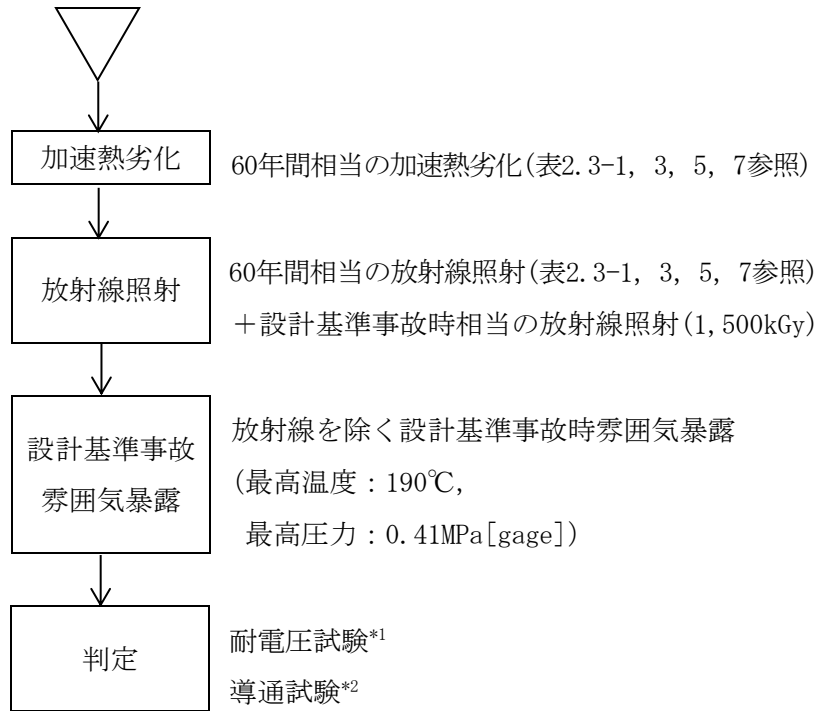 加速熱劣化
60年間相当の加速熱劣化(表2.3-1, 3, 5, 7参照)
放射線照射
60年間相当の放射線照射(表2.3-1, 3, 5, 7参照)
+設計基準事故時相当の放射線照射(1,500kGy)
設計基準事故
雰囲気暴露
放射線を除く設計基準事故時雰囲気暴露
(最高温度:190℃,
最高圧力:0.41MPa[gage])
判定
耐電圧試験*1
導通試験*2